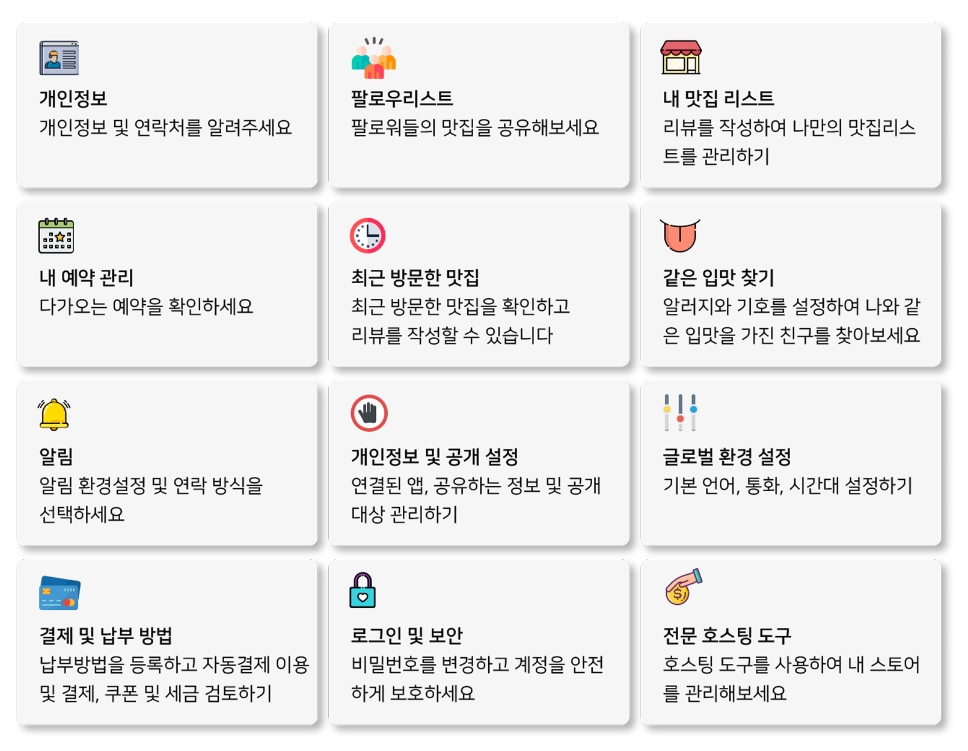 개인정보
개인정보 및 연락처를 알려주세요
팔로우리스트
팔로워들의 맛집을 공유해보세요
내 맛집 리스트
리뷰를 작성하여 나만의 맛집리스
트를 관리하기
내 예약 관리
다가오는 예약을 확인하세요
최근 방문한 맛집
최근 방문한 맛집을 확인하고
리뷰를 작성할 수 있습니다
같은 입맛 찾기
알러지와 기호를 설정하여 나와 같
은 입맛을 가진 친구를 찾아보세요
알림
알림 환경설정 및 연락 방식을
선택하세요
개인정보 및 공개 설정
연결된 앱, 공유하는 정보 및 공개
대상 관리하기
글로벌 환경 설정
기본 언어, 통화, 시간대 설정하기
결제 및 납부 방법
납부방법을 등록하고 자동결제 이용
및 결제, 쿠폰 및 세금 검토하기
로그인 및 보안
비밀번호를 변경하고 계정을 안전
하게 보호하세요
전문 호스팅 도구
호스팅 도구를 사용하여 내 스토어
를 관리해보세요